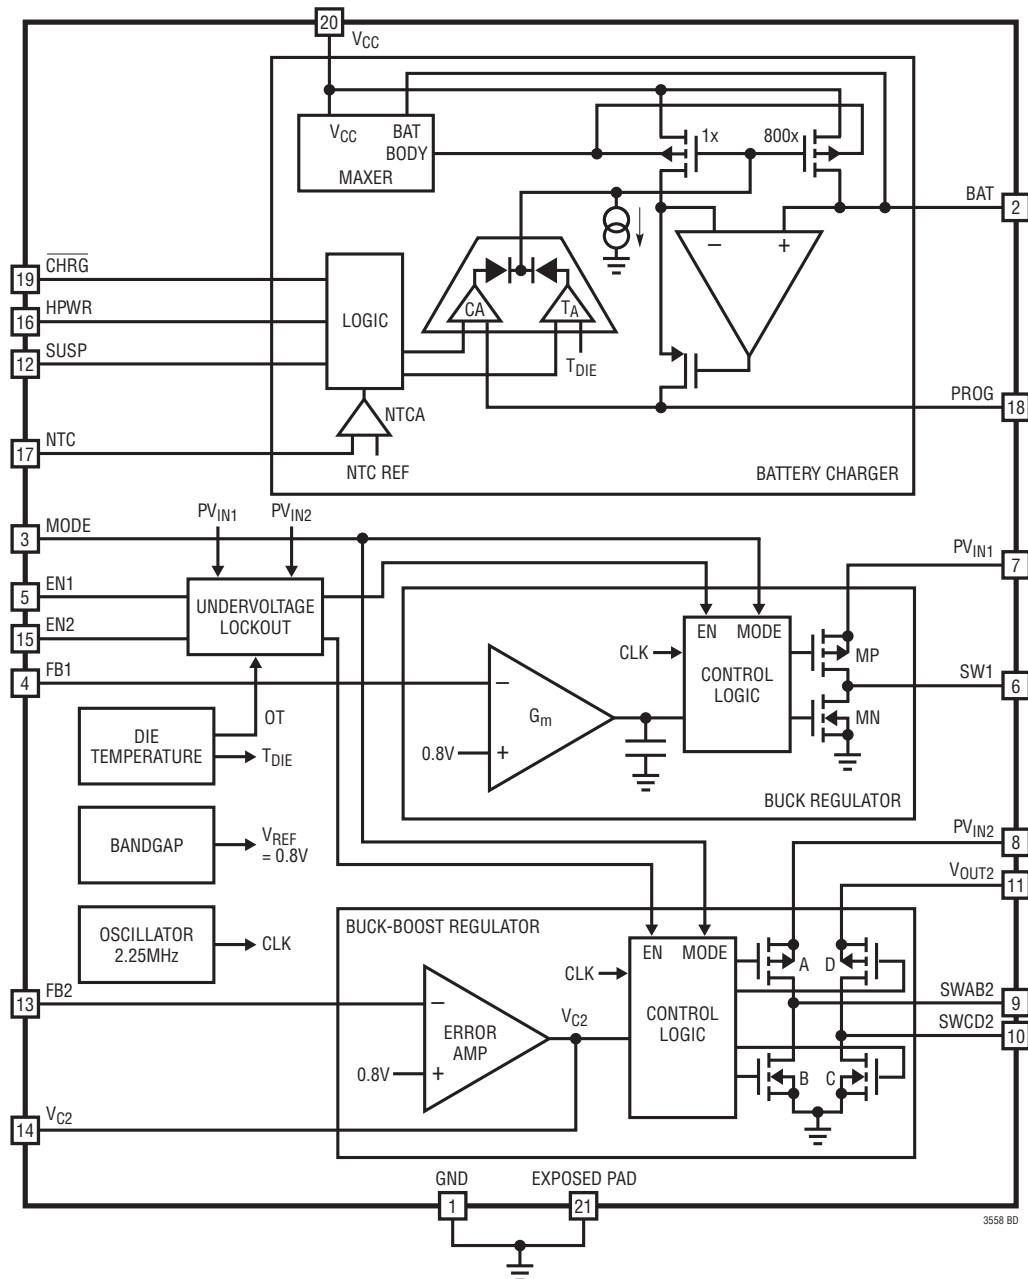 20
VCC
VCC
BAT
BODY
MAXER
1x
800x
BAT
2
19
CHRG
16
HPWR
12
SUSP
LOGIC
CA
TA
TDIE
NTCA
NTC REF
17
NTC
PROG
18
BATTERY CHARGER
PVIN1
PVIN2
3
MODE
5
EN1
15
EN2
4
FB1
UNDERVOLTAGE
LOCKOUT
OT
DIE
TEMPERATURE
TDIE
BANDGAP
VREF
= 0.8V
OSCILLATOR
2.25MHz
CLK
PVIN1
7
EN
MODE
CLK
CONTROL
LOGIC
MP
SW1
6
MN
–
Gm
0.8V
+
BUCK REGULATOR
PVIN2
8
VOUT2
11
BUCK-BOOST REGULATOR
EN
MODE
CLK
CONTROL
LOGIC
A
D
SWAB2
9
SWCD2
10
B
C
13
FB2
–
ERROR
AMP
VC2
0.8V
+
14
VC2
–
+
GND
1
EXPOSED PAD
21
3558 BD